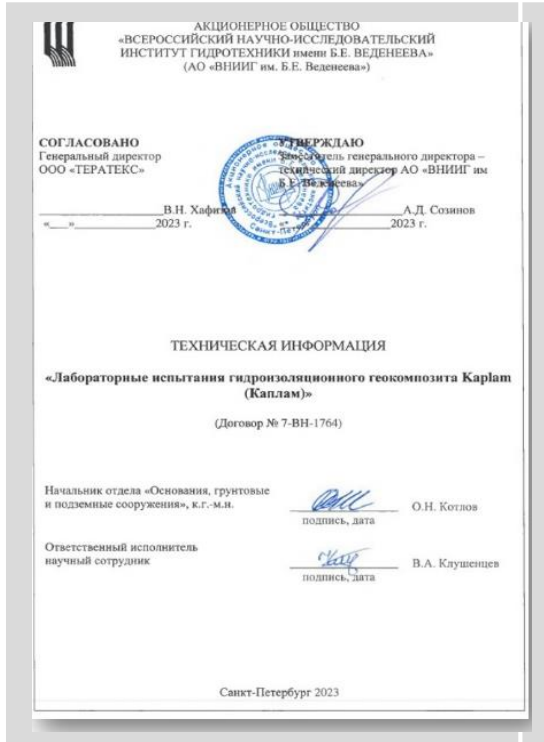 АКЦИОНЕРНОЕ ОБЩЕСТВО
«ВСЕРОССИЙСКИЙ НАУЧНО-ИССЛЕДОВАТЕЛЬСКИЙ
ИНСТИТУТ ГИДРОТЕХНИКИ имени Б.Е. ВЕДЕНЕЕВА»
(АО «ВНИИГ им. Б.Е. Веденеева»)
СОГЛАСОВАНО
Генеральный директор
ООО «ТЕРАТЕКС»
В.Н. Хафизов
«___»__________2023 г.
УТВЕРЖДАЮ
Заместитель генерального директора –
технический директор АО «ВНИИГ им
Б.Е. Веденеева»
А.Д. Созинов
2023 г.
Санкт-Петербург
ТЕХНИЧЕСКАЯ ИНФОРМАЦИЯ
«Лабораторные испытания гидроизоляционного геокомпозита Kaplam
(Каплам)»
(Договор № 7-ВН-1764)
Начальник отдела «Основания, грунтовые
и подземные сооружения», к.г.-м.н.
О.Н. Котлов
подпись, дата
Ответственный исполнитель
научный сотрудник
В.А. Клушенцев
подпись, дата
Санкт-Петербург 2023